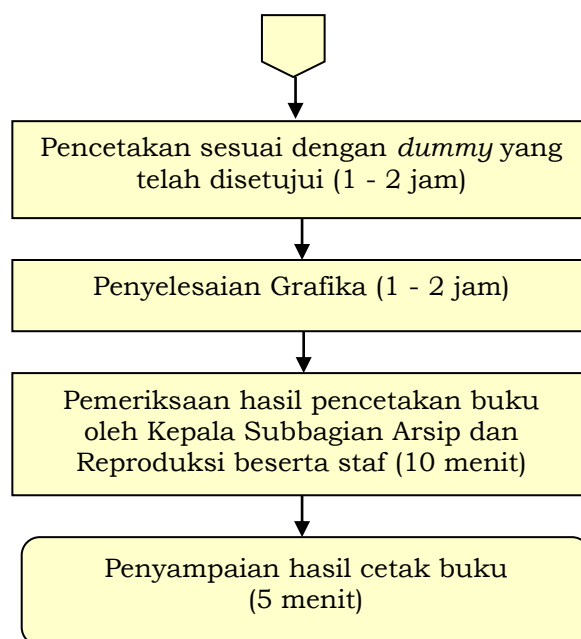 Pencetakan sesuai dengan dummy yang
telah disetujui (1 - 2 jam)
Penyelesaian Grafika (1 - 2 jam)
Pemeriksaan hasil pencetakan buku
oleh Kepala Subbagian Arsip dan
Reproduksi beserta staf (10 menit)
Penyampaian hasil cetak buku
(5 menit)